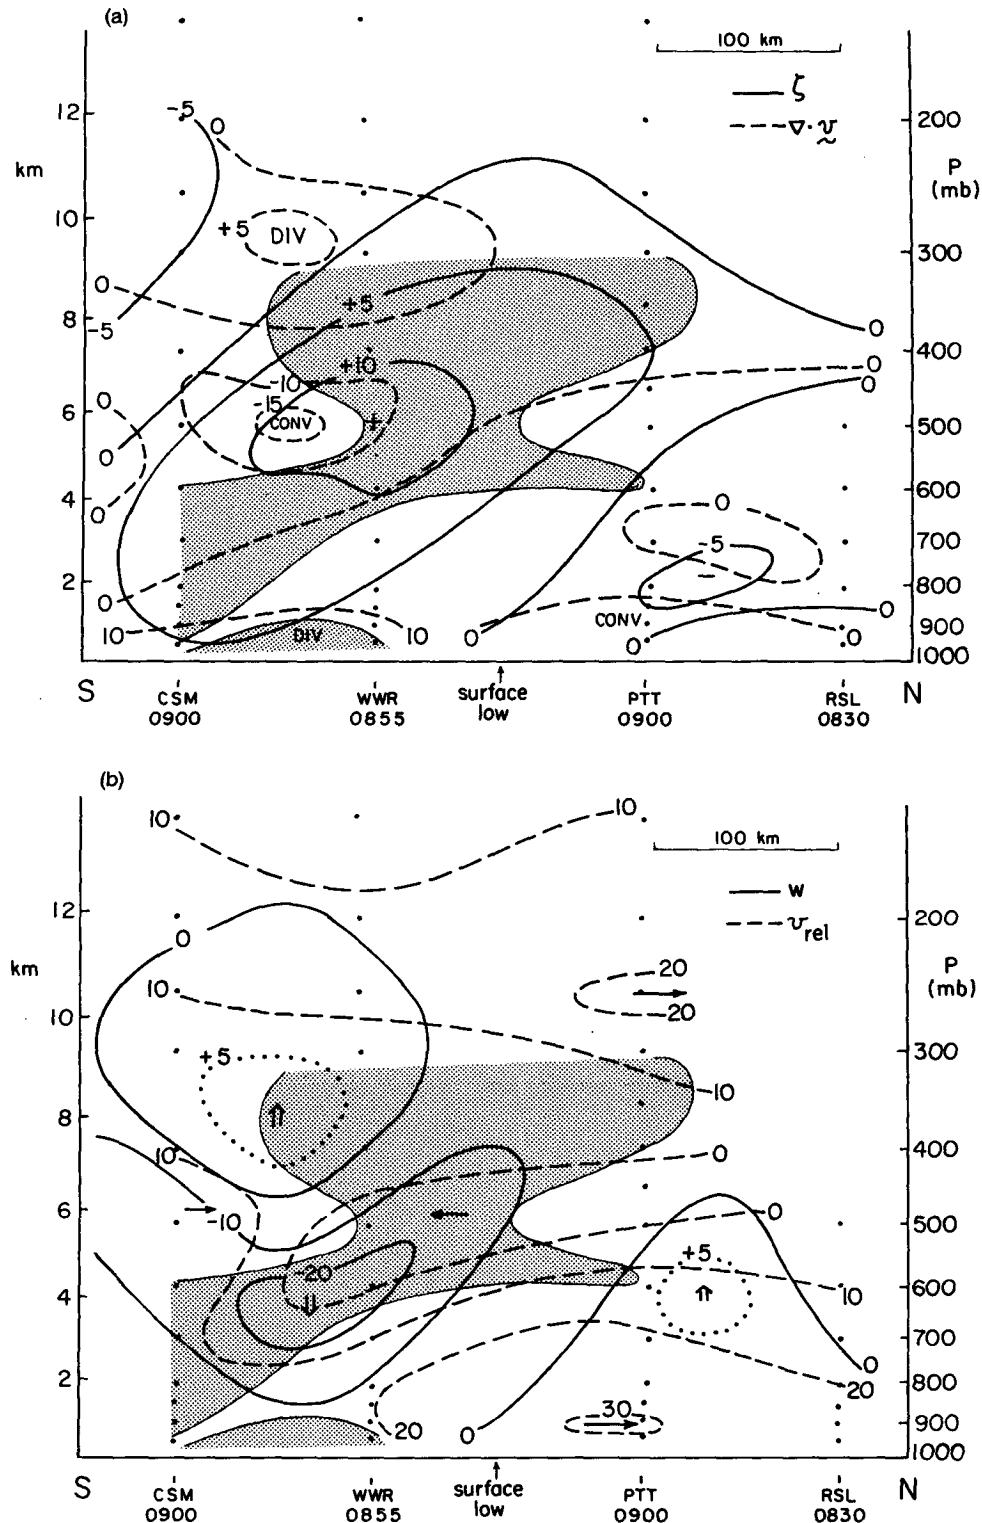 (a)
100 km
ζ
∇·v
-5
0
12
200
km
P
(mb)
+5
DIV
10
300
0
+5
8
-5
0
0
400
+10
0
-10
-15
0
6
CONV
+
500
0
4
0
600
0
-5
700
2
−
800
0
10
DIV
10
0
CONV
0
0
0
900
1000
S
CSM
0900
WWR
0855
surface
low
PTT
0900
RSL
0830
N
(b)
10
10
100 km
w
v rel
12
200
0
km
20
P
(mb)
10
20
10
300
+5
10
8
10
0
400
6
-10
0
500
+5
-20
4
10
600
700
2
0
800
20
30
20
0
900
1000
S
CSM
0900
WWR
0855
surface
low
PTT
0900
RSL
0830
N